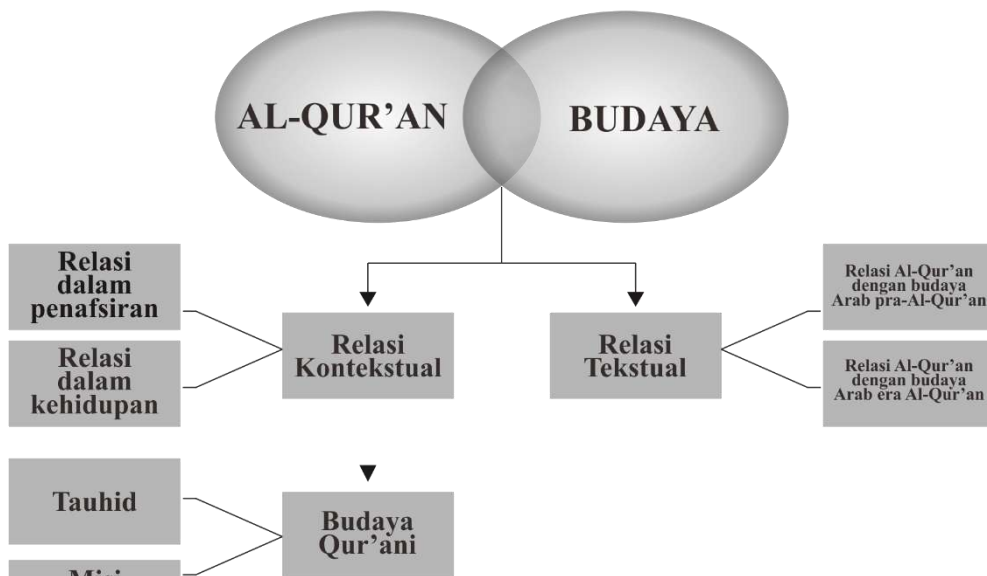 AL-QUR’AN
BUDAYA
Relasi
dalam
penafsiran
Relasi
dalam
kehidupan
Relasi
Kontekstual
Relasi
Tekstual
Relasi Al-Qur’an
dengan budaya
Arab pra-Al-Qur’an
Relasi Al-Qur’an
dengan budaya
Arab era Al-Qur’an
Tauhid
Budaya
Qur’ani